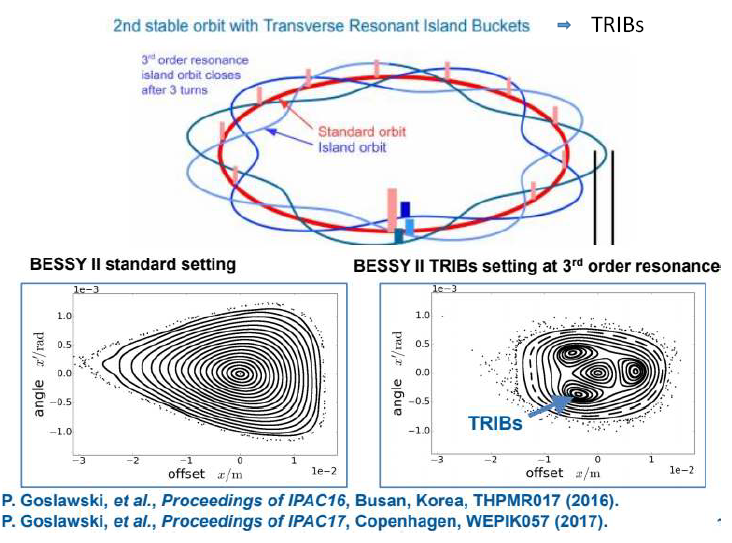 2nd stable orbit with Transverse Resonant Island Buckets ⇨ TRIBs
3rd order resonance
island orbit closes
after 3 turns
Standard orbit
Island orbit
BESSY II standard setting
BESSY II TRIBs setting at 3rd order resonance
1e−3
1.0
0.5
0.0
−0.5
−1.0
angle x′/rad
−3 −2 −1 0 1
offset x/m 1e−2
1e−3
1.0
0.5
0.0
−0.5
−1.0
angle x′/rad
TRIBs
−3 −2 −1 0 1
offset x/m 1e−2
P. Goslawski, et al., Proceedings of IPAC16, Busan, Korea, THPMR017 (2016).
P. Goslawski, et al., Proceedings of IPAC17, Copenhagen, WEPIK057 (2017).